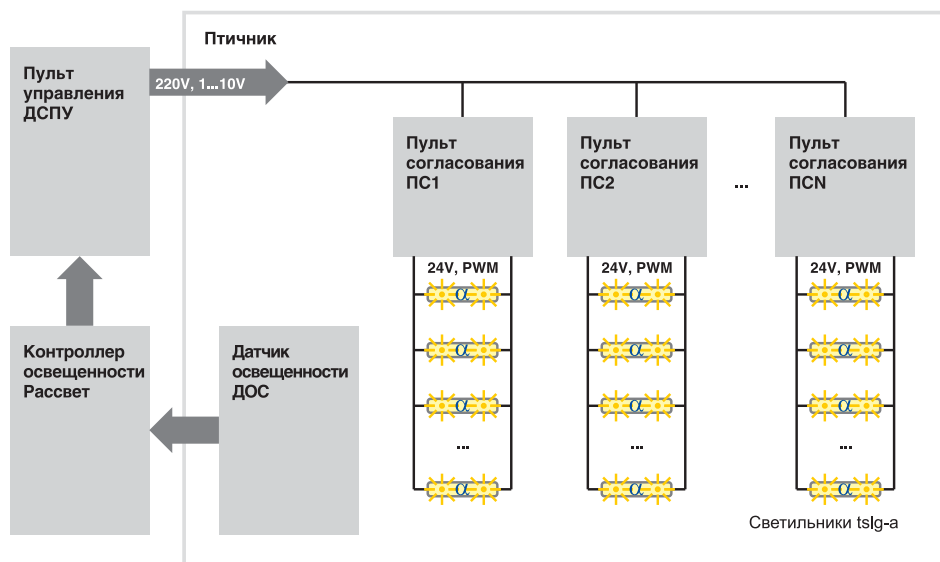 Птичник
Пульт
управления
ДСПУ
220V, 1...10V
Пульт
согласования
ПС1
Пульт
согласования
ПС2
...
Пульт
согласования
ПСN
24V, PWM
24V, PWM
24V, PWM
α
α
α
α
α
α
α
α
α
...
...
...
α
α
α
Контроллер
освещенности
Рассвет
Датчик
освещенности
ДОС
Светильники tslg-a